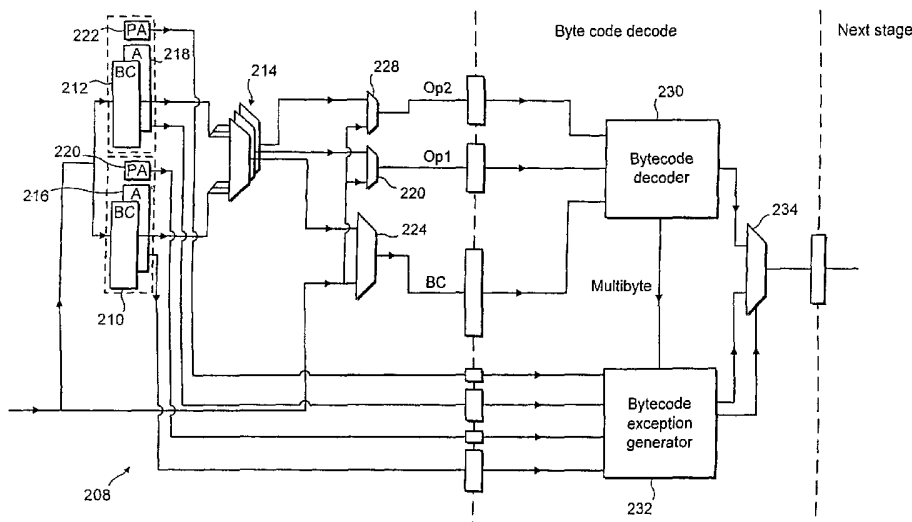 Byte code decode
Next stage
222
PA
218
A
212
BC
214
228
Op2
230
Bytecode
decoder
220
PA
Op1
220
216
A
BC
224
234
BC
Multibyte
210
Bytecode
exception
generator
208
232